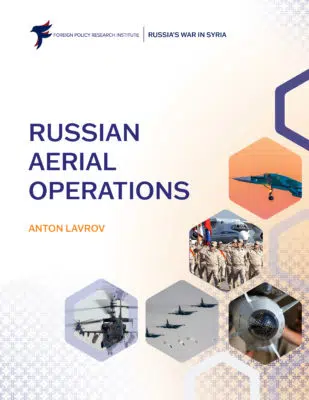 FOREIGN POLICY RESEARCH INSTITUTE | RUSSIA'S WAR IN SYRIA
RUSSIAN
AERIAL
OPERATIONS
ANTON LAVROV